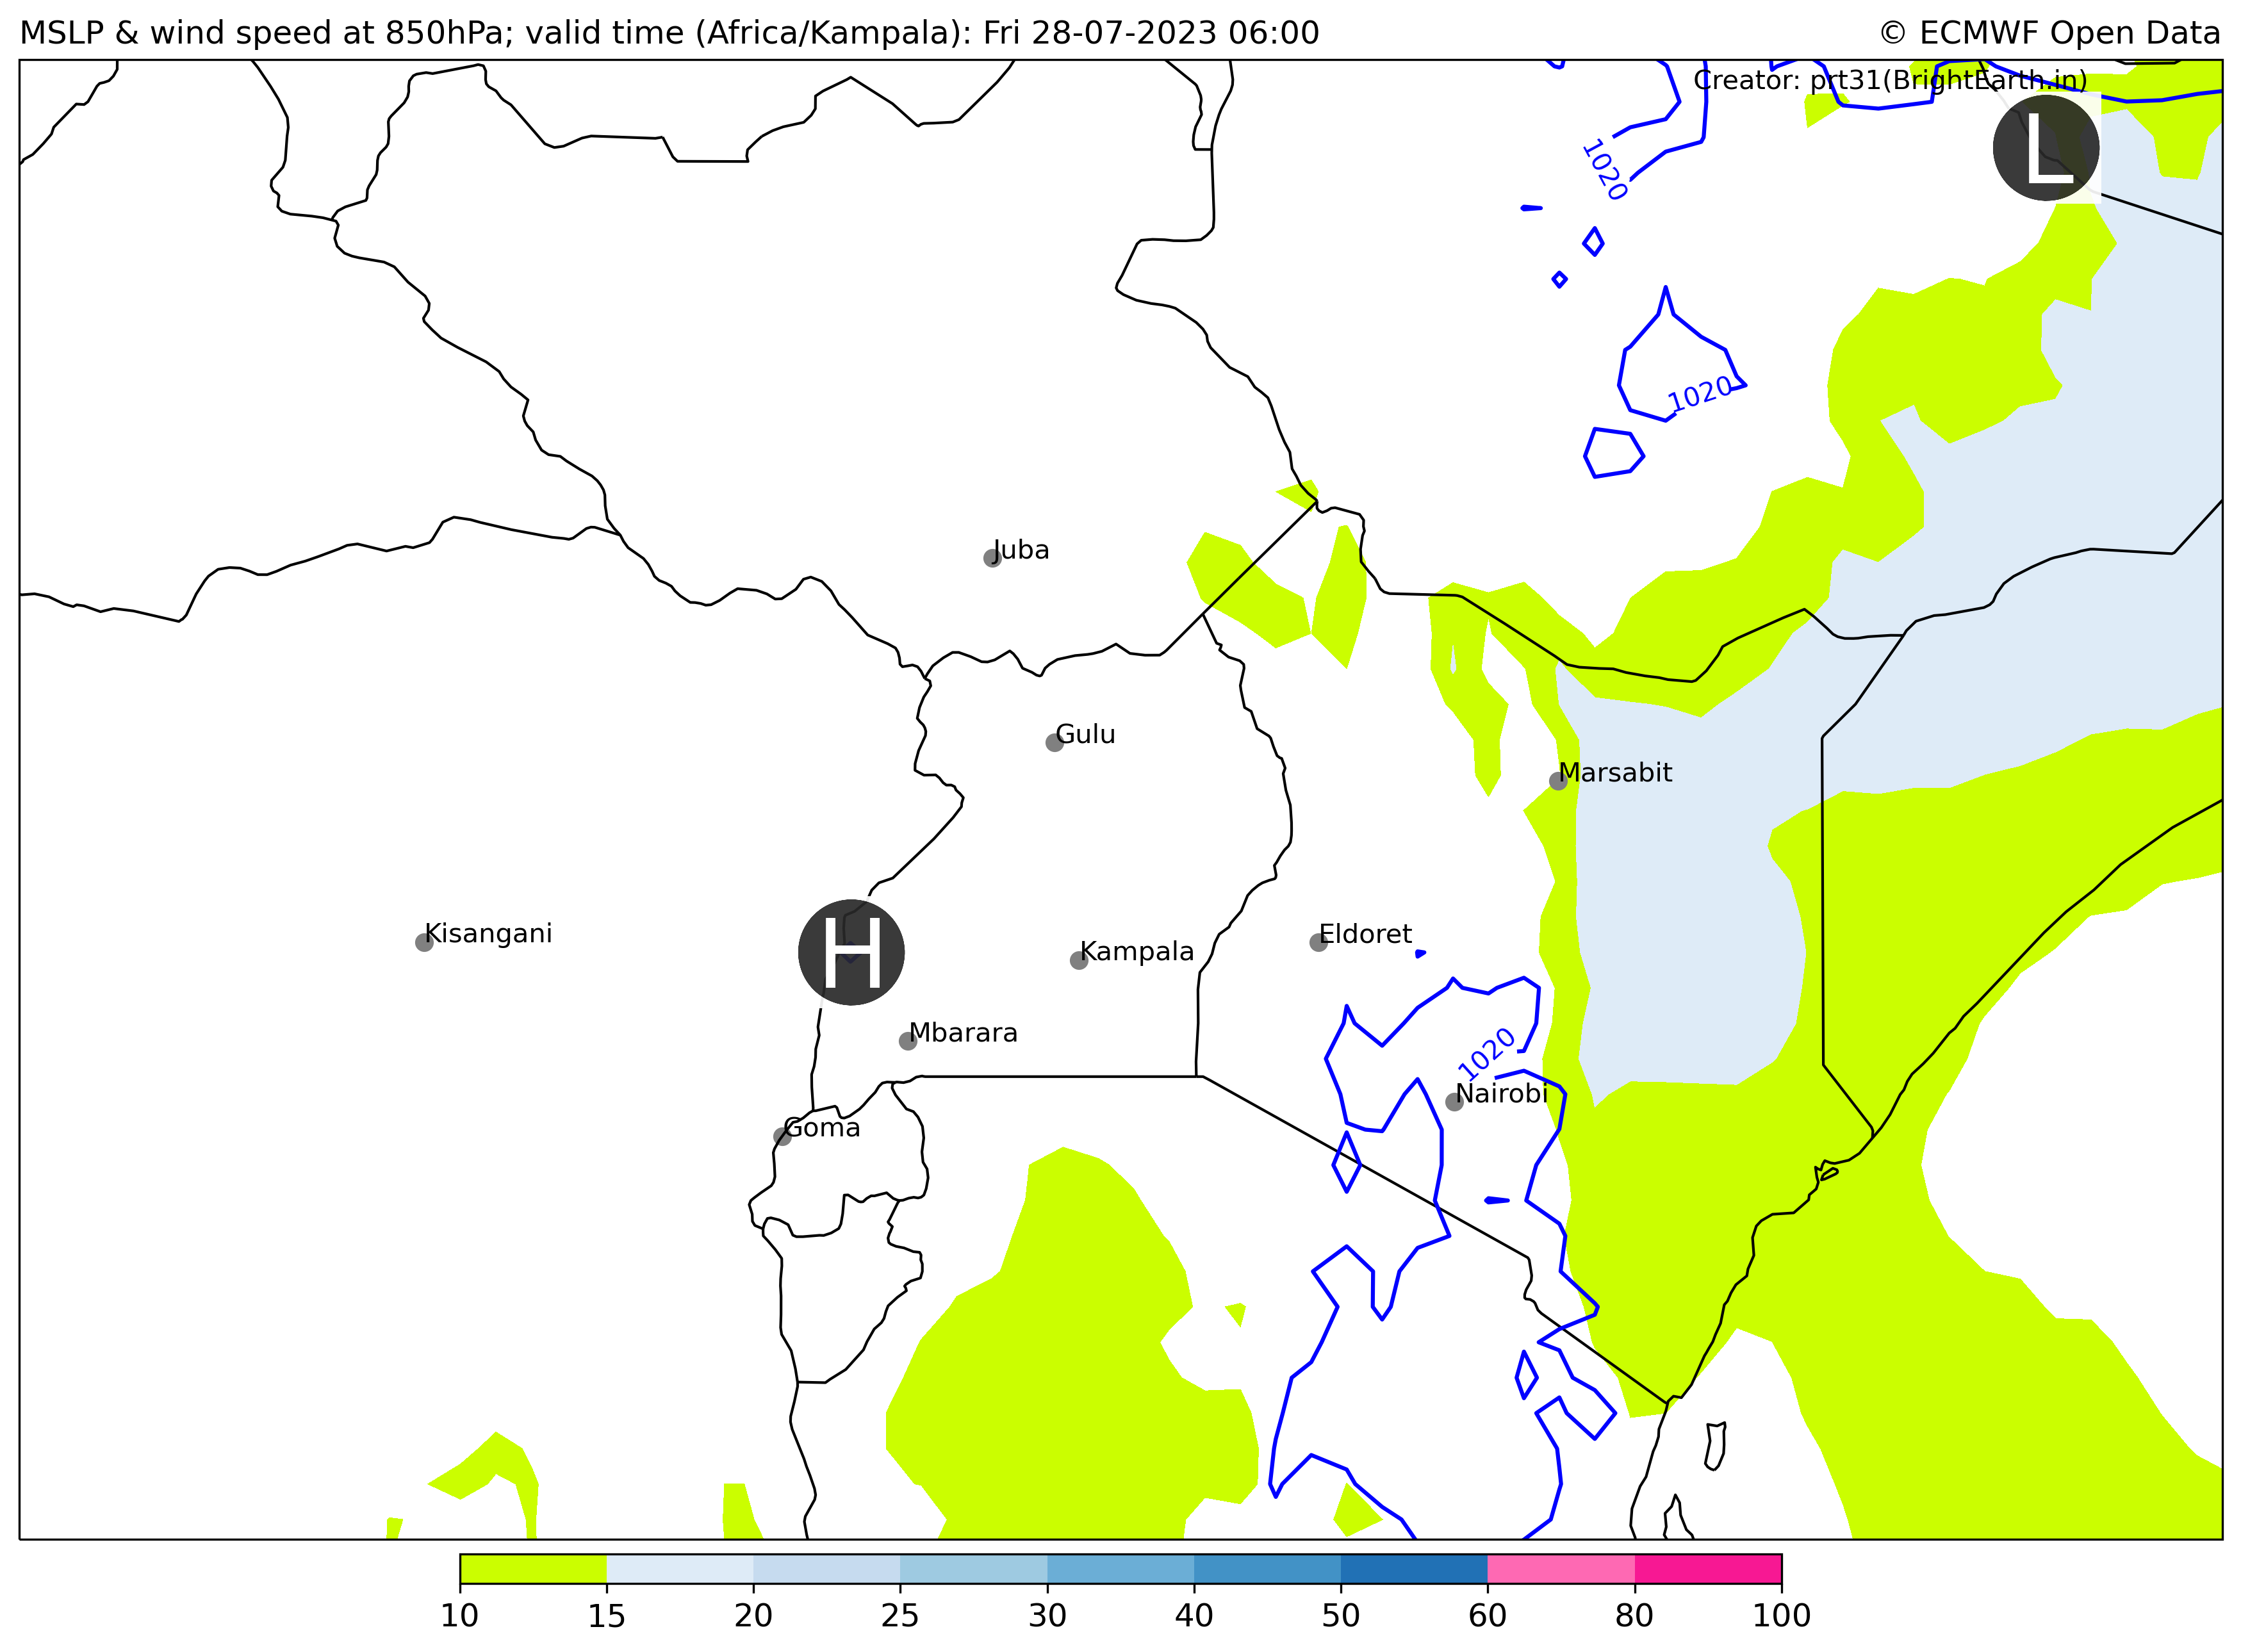 MSLP & wind speed at 850hPa; valid time (Africa/Kampala): Fri 28-07-2023 06:00
© ECMWF Open Data
Creator: prt31(BrightEarth.in)
L
1020
1020
Juba
Gulu
Marsabit
Kisangani
H
Kampala
Eldoret
Mbarara
1020
Nairobi
Goma
10 15 20 25 30 40 50 60 80 100